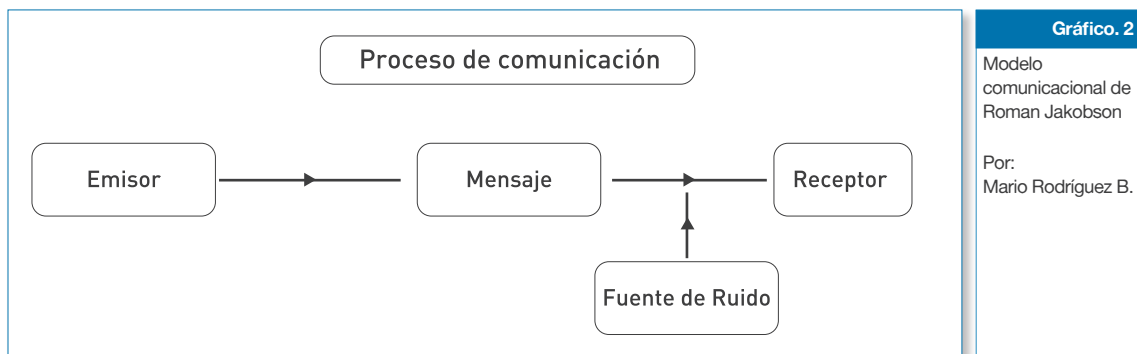 Proceso de comunicación
Emisor
Mensaje
Receptor
Fuente de Ruido
Gráfico. 2
Modelo
comunicacional de
Roman Jakobson
Por:
Mario Rodríguez B.